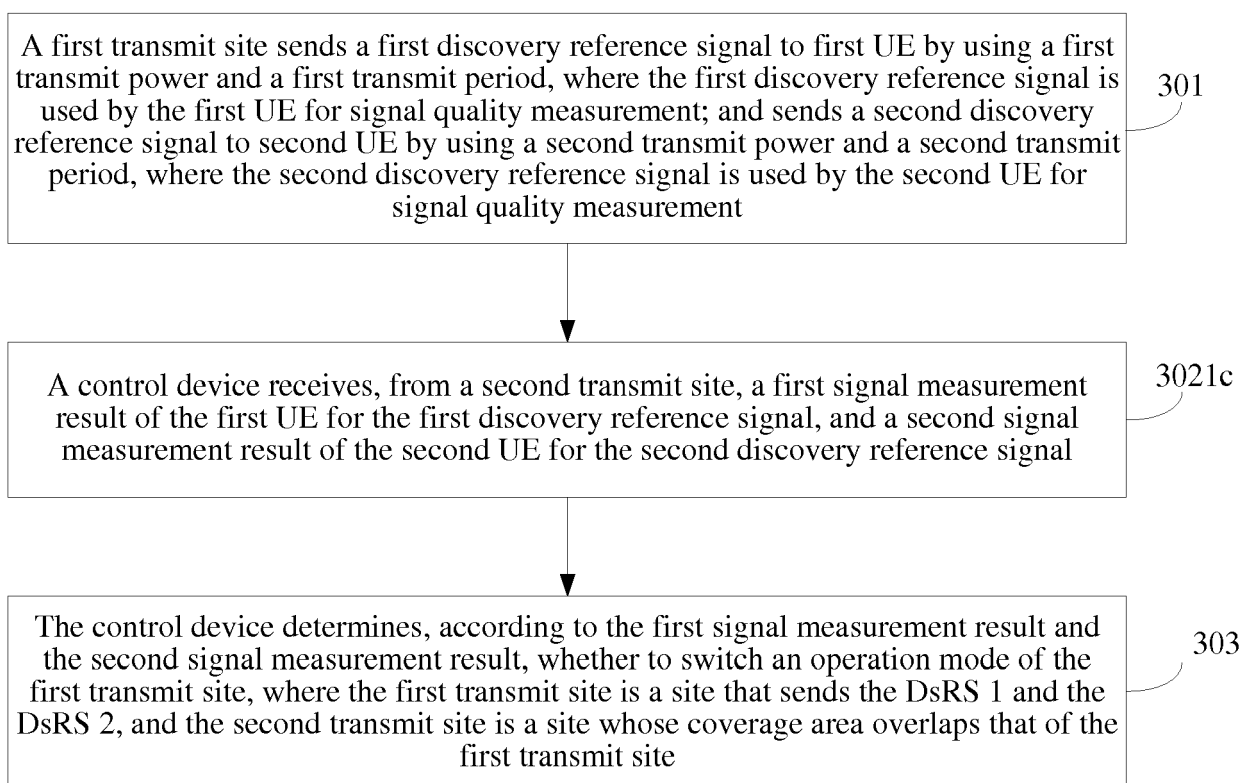 A first transmit site sends a first discovery reference signal to first UE by using a first
transmit power and a first transmit period, where the first discovery reference signal is
used by the first UE for signal quality measurement; and sends a second discovery
reference signal to second UE by using a second transmit power and a second transmit
period, where the second discovery reference signal is used by the second UE for
signal quality measurement
301
A control device receives, from a second transmit site, a first signal measurement
result of the first UE for the first discovery reference signal, and a second signal
measurement result of the second UE for the second discovery reference signal
3021c
The control device determines, according to the first signal measurement result and
the second signal measurement result, whether to switch an operation mode of the
first transmit site, where the first transmit site is a site that sends the DsRS 1 and the
DsRS 2, and the second transmit site is a site whose coverage area overlaps that of the
first transmit site
303